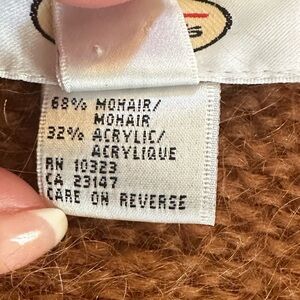 68% MOHAIR/
MOHAIR
32% ACRYLIC/
ACRYLIQUE
RN 10323
CA 23147
CARE ON REVERSE